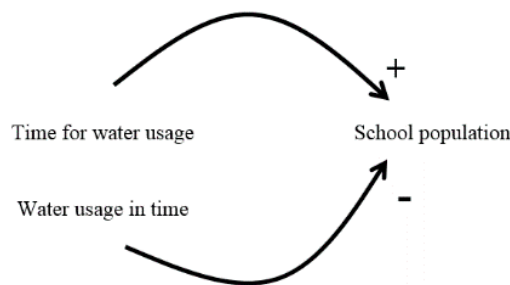 +
Time for water usage
School population
Water usage in time
-